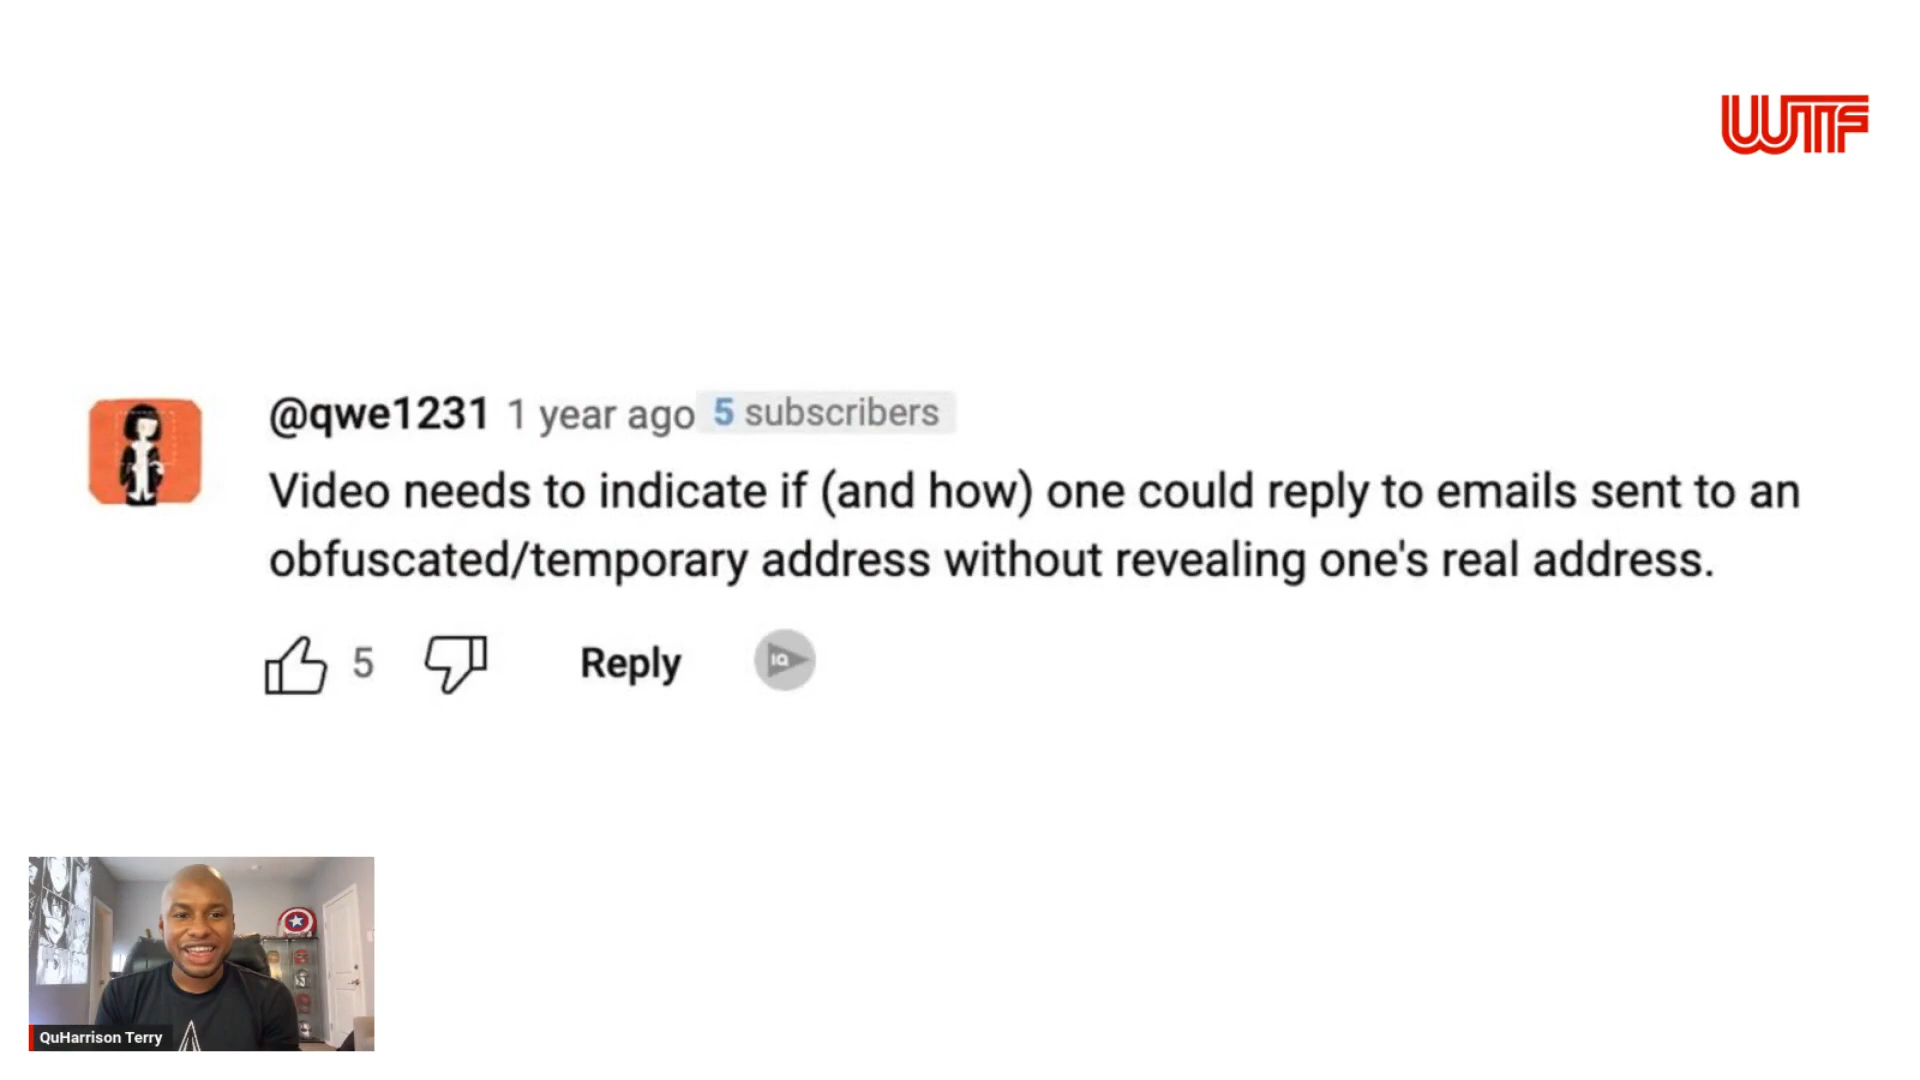 WTF
@qwe1231 1 year ago 5 subscribers
Video needs to indicate if (and how) one could reply to emails sent to an
obfuscated/temporary address without revealing one's real address.
5 Reply IQ
QuHarrison Terry